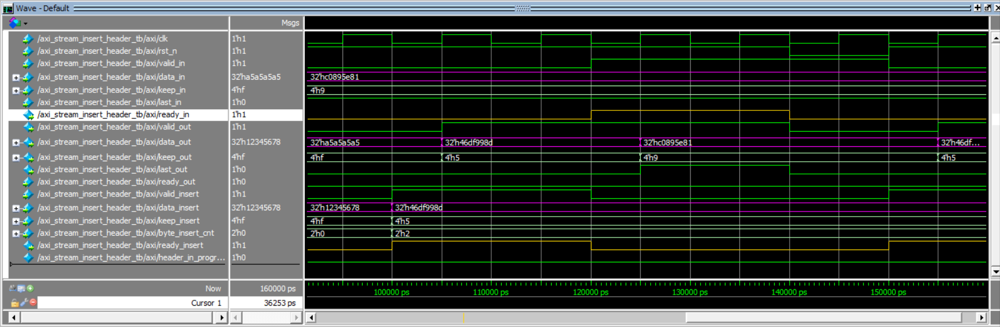 Wave - Default
Msgs
/axi_stream_insert_header_tb/axi/clk 1'h1
/axi_stream_insert_header_tb/axi/rst_n 1'h1
/axi_stream_insert_header_tb/axi/valid_in 1'h1
/axi_stream_insert_header_tb/axi/data_in 32'ha5a5a5a5 32'hc0895e81
/axi_stream_insert_header_tb/axi/keep_in 4'hf 4'h9
/axi_stream_insert_header_tb/axi/last_in 1'h0
/axi_stream_insert_header_tb/axi/ready_in 1'h1
/axi_stream_insert_header_tb/axi/valid_out 1'h1
/axi_stream_insert_header_tb/axi/data_out 32'h12345678 32'ha5a5a5a5 32'h46df998d 32'hc0895e81 32'h46df...
/axi_stream_insert_header_tb/axi/keep_out 4'hf 4'hf 4'h5 4'h9 4'h5
/axi_stream_insert_header_tb/axi/last_out 1'h0
/axi_stream_insert_header_tb/axi/ready_out 1'h0
/axi_stream_insert_header_tb/axi/valid_insert 1'h1
/axi_stream_insert_header_tb/axi/data_insert 32'h12345678 32'h12345678 32'h46df998d
/axi_stream_insert_header_tb/axi/keep_insert 4'hf 4'hf 4'h5
/axi_stream_insert_header_tb/axi/byte_insert_cnt 2'h0 2'h0 2'h2
/axi_stream_insert_header_tb/axi/ready_insert 1'h1
/axi_stream_insert_header_tb/axi/header_in_progr... 1'h0
Now 160000 ps 100000 ps 110000 ps 120000 ps 130000 ps 140000 ps 150000 ps
Cursor 1 36253 ps